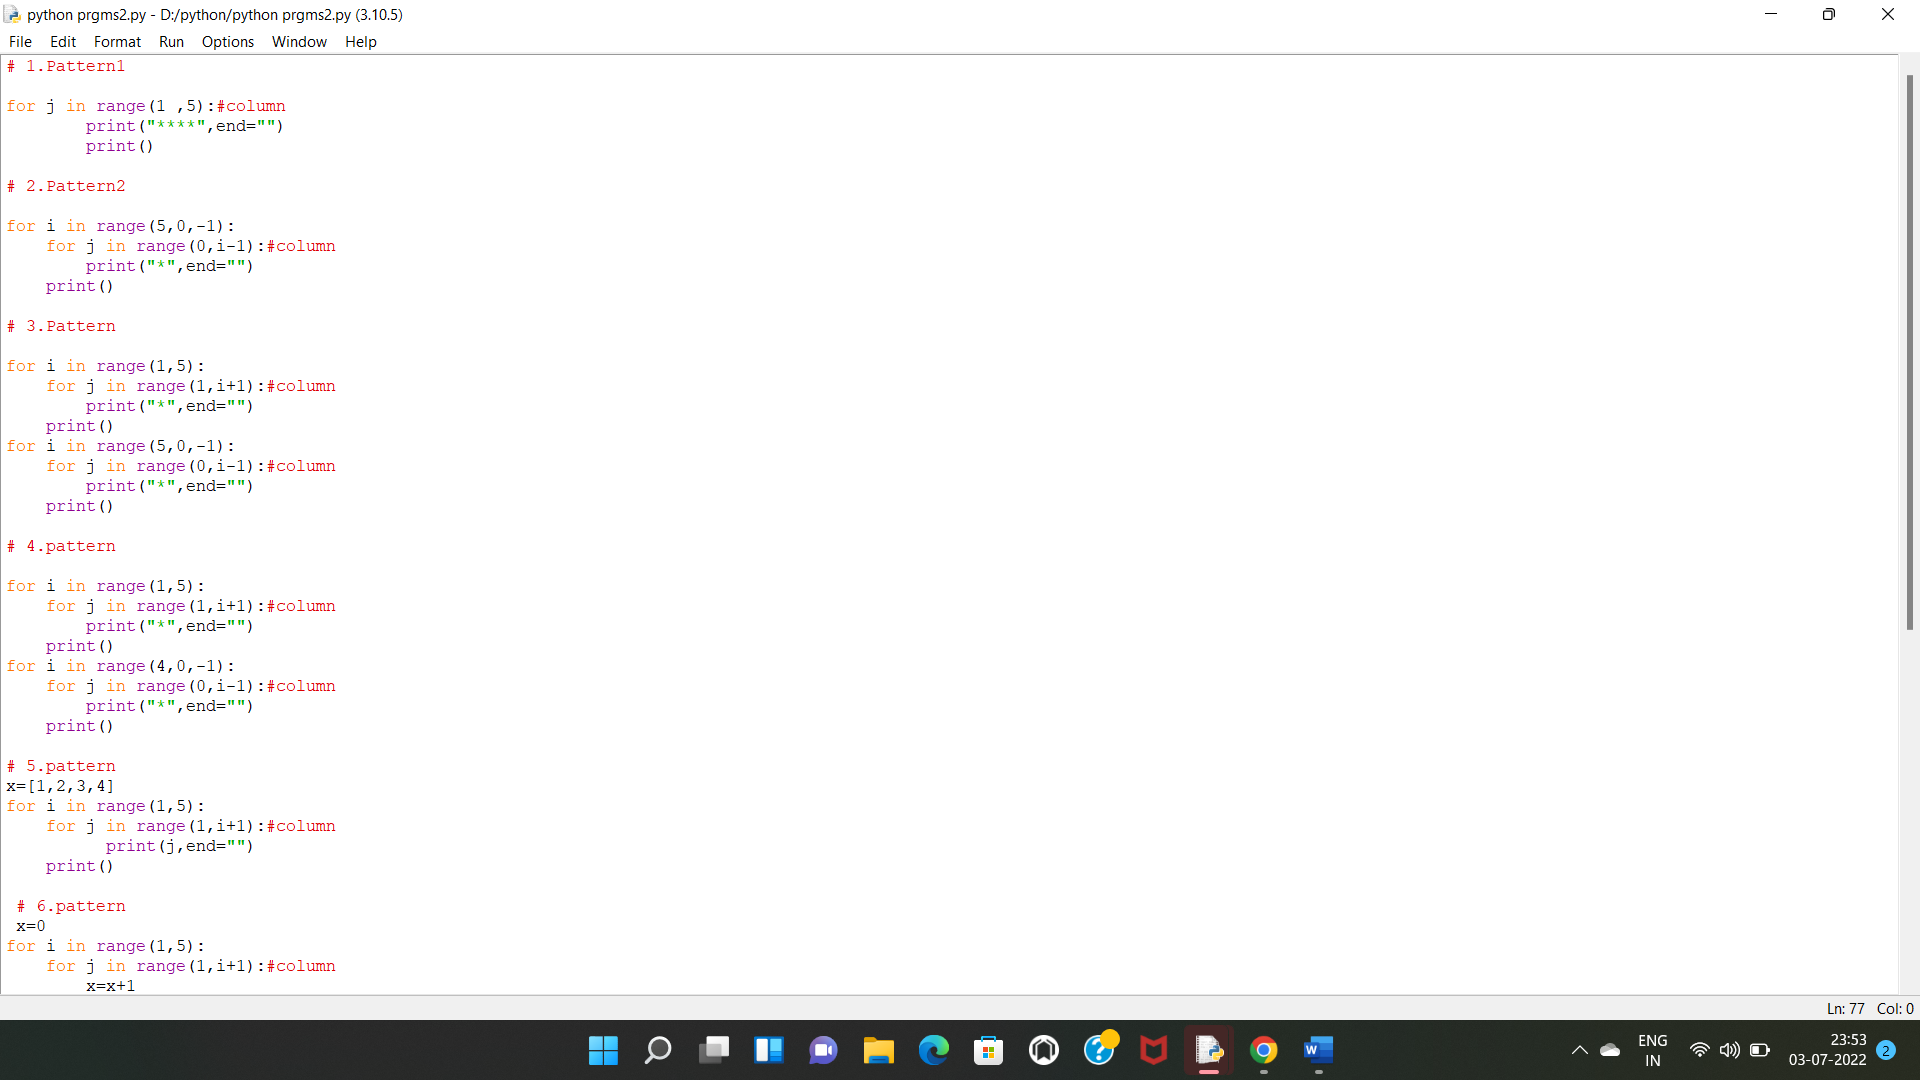 python prgms2.py - D:/python/python prgms2.py (3.10.5)
File Edit Format Run Options Window Help
# 1.Pattern1

for j in range(1 ,5):#column
        print("****",end="")
        print()

# 2.Pattern2

for i in range(5,0,-1):
    for j in range(0,i-1):#column
        print("*",end="")
    print()

# 3.Pattern

for i in range(1,5):
    for j in range(1,i+1):#column
        print("*",end="")
    print()
for i in range(5,0,-1):
    for j in range(0,i-1):#column
        print("*",end="")
    print()

# 4.pattern

for i in range(1,5):
    for j in range(1,i+1):#column
        print("*",end="")
    print()
for i in range(4,0,-1):
    for j in range(0,i-1):#column
        print("*",end="")
    print()

# 5.pattern
x=[1,2,3,4]
for i in range(1,5):
    for j in range(1,i+1):#column
          print(j,end="")
    print()

 # 6.pattern
 x=0
for i in range(1,5):
    for j in range(1,i+1):#column
        x=x+1
Ln: 77 Col: 0
W
ENG
IN
23:53
03-07-2022
2